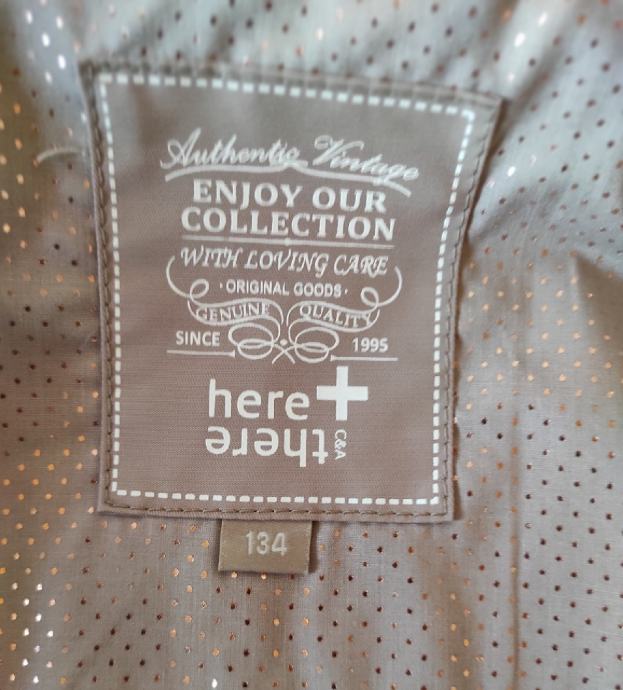 Authentic Vintage
ENJOY OUR
COLLECTION
WITH LOVING CARE
·ORIGINAL GOODS·
GENUINE QUALITY
SINCE 1995
here+
there C&A
134